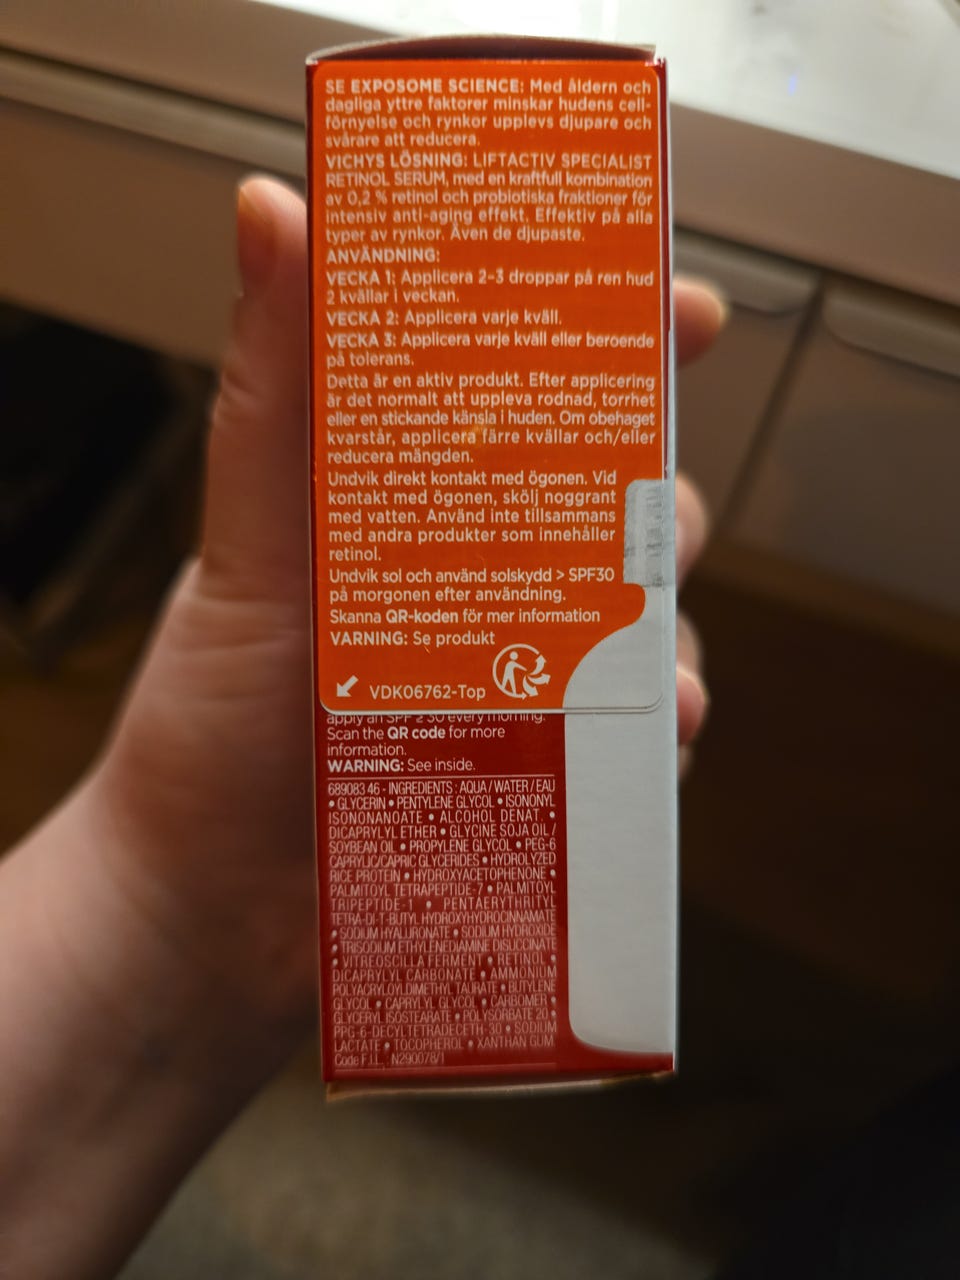 SE EXPOSOME SCIENCE: Med åldern och
dagliga yttre faktorer minskar hudens cell-
förnyelse och rynkor upplevs djupare och
svårare att reducera.
VICHYS LÖSNING: LIFTACTIV SPECIALIST
RETINOL SERUM, med en kraftfull kombination
av 0,2 % retinol och probiotiska fraktioner för
intensiv anti-aging effekt. Effektiv på alla
typer av rynkor. Även de djupaste.
ANVÄNDNING:
VECKA 1: Applicera 2-3 droppar på ren hud
2 kvällar i veckan.
VECKA 2: Applicera varje kväll.
VECKA 3: Applicera varje kväll eller beroende
på tolerans.
Detta är en aktiv produkt. Efter applicering
är det normalt att uppleva rodnad, torrhet
eller en stickande känsla i huden. Om obehaget
kvarstår, applicera färre kvällar och/eller
reducera mängden.
Undvik direkt kontakt med ögonen. Vid
kontakt med ögonen, skölj noggrant
med vatten. Använd inte tillsammans
med andra produkter som innehåller
retinol.
Undvik sol och använd solskydd > SPF30
på morgonen efter användning.
Skanna QR-koden för mer information
VARNING: Se produkt
VDK06762-Top
apply an SPF ≥ 30 every morning.
Scan the QR code for more
information.
WARNING: See inside.
689083 46 - INGREDIENTS : AQUA / WATER / EAU
• GLYCERIN • PENTYLENE GLYCOL • ISONONYL
ISONONANOATE • ALCOHOL DENAT. •
DICAPRYLYL ETHER • GLYCINE SOJA OIL /
SOYBEAN OIL • PROPYLENE GLYCOL • PEG-6
CAPRYLIC/CAPRIC GLYCERIDES • HYDROLYZED
RICE PROTEIN • HYDROXYACETOPHENONE •
PALMITOYL TETRAPEPTIDE-7 • PALMITOYL
TRIPEPTIDE-1 • PENTAERYTHRITYL
TETRA-DI-T-BUTYL HYDROXYHYDROCINNAMATE
• SODIUM HYALURONATE • SODIUM HYDROXIDE
• TRISODIUM ETHYLENEDIAMINE DISUCCINATE
• VITREOSCILLA FERMENT • RETINOL •
DICAPRYLYL CARBONATE • AMMONIUM
POLYACRYLOYLDIMETHYL TAURATE • BUTYLENE
GLYCOL • CAPRYLYL GLYCOL • CARBOMER •
GLYCERYL ISOSTEARATE • POLYSORBATE 20 •
PPG-6-DECYLTETRADECETH-30 • SODIUM
LACTATE • TOCOPHEROL • XANTHAN GUM
Code F.I.L. : N290078/1